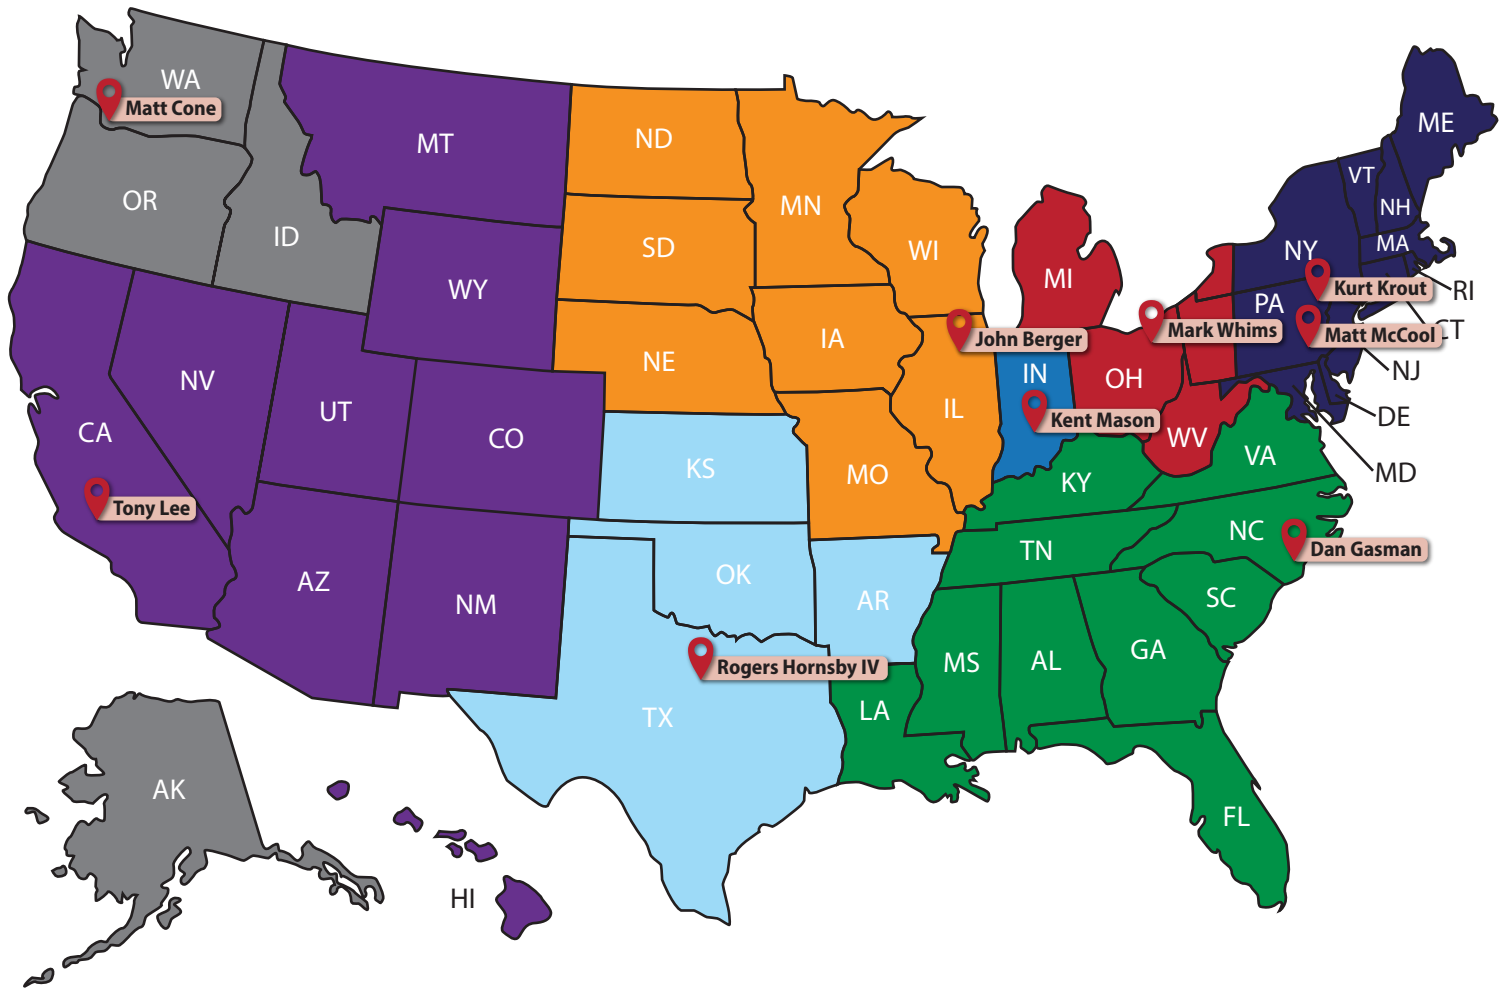 WA
Matt Cone
MT
ND
ME
OR
ID
MN
VT
NH
SD
WI
MI
NY
MA
WY
Kurt Krout
RI
PA
John Berger
Mark Whims
Matt McCool
CT
IA
NE
NV
IN
OH
NJ
UT
IL
Kent Mason
DE
CA
CO
WV
KS
MO
KY
VA
MD
Tony Lee
NC
TN
Dan Gasman
AZ
OK
NM
AR
SC
Rogers Hornsby IV
MS
AL
GA
TX
LA
AK
FL
HI